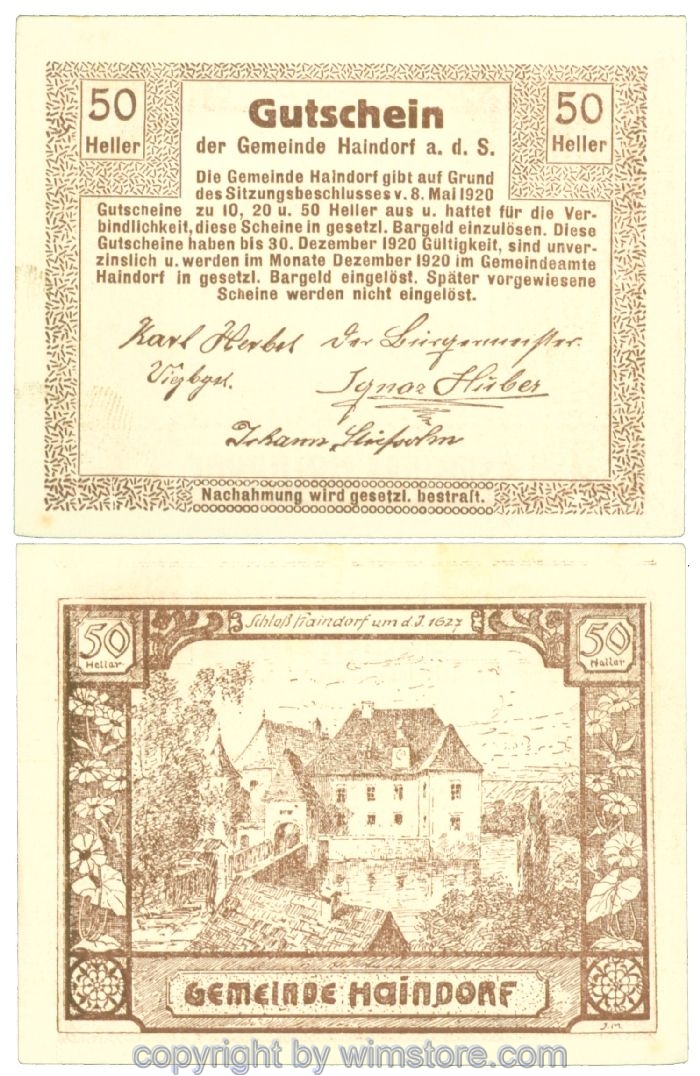 50
Heller
50
Heller
Gutschein
der Gemeinde Haindorf a. d. S.
Die Gemeinde Haindorf gibt auf Grund
des Sitzungsbeschlusses v. 8. Mai 1920
Gutscheine zu 10, 20 u. 50 Heller aus u. haftet für die Ver-
bindlichkeit, diese Scheine in gesetzl. Bargeld einzulösen. Diese
Gutscheine haben bis 30. Dezember 1920 Gültigkeit, sind unver-
zinslich u. werden im Monate Dezember 1920 im Gemeindeamte
Haindorf in gesetzl. Bargeld eingelöst. Später vorgewiesene
Scheine werden nicht eingelöst.
Karl Herbst Der Bürgermeister
Vizebgst. Ignaz Huber
Johann
Nachahmung wird gesetzl. bestraft.
Schloß Haindorf um d. J. 1627
50
Heller
50
Heller
GEMEINDE HAINDORF
J.M.
copyright by wimstore.com